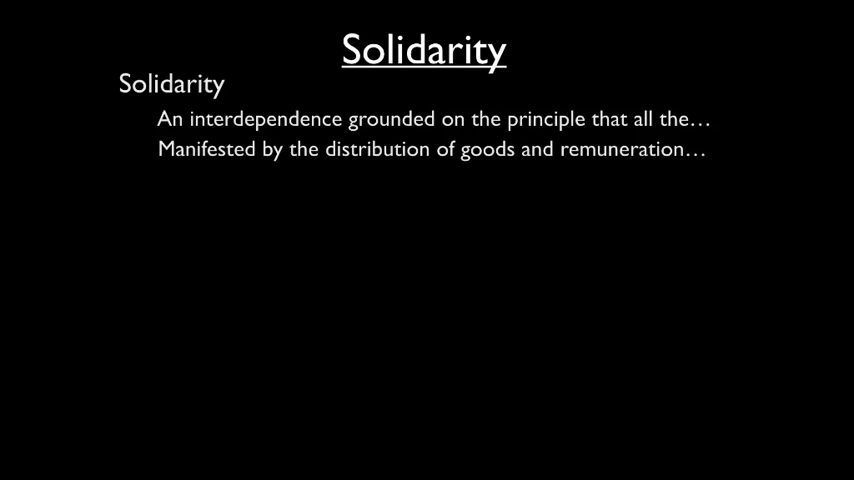 Solidarity
Solidarity
An interdependence grounded on the principle that all the…
Manifested by the distribution of goods and remuneration…